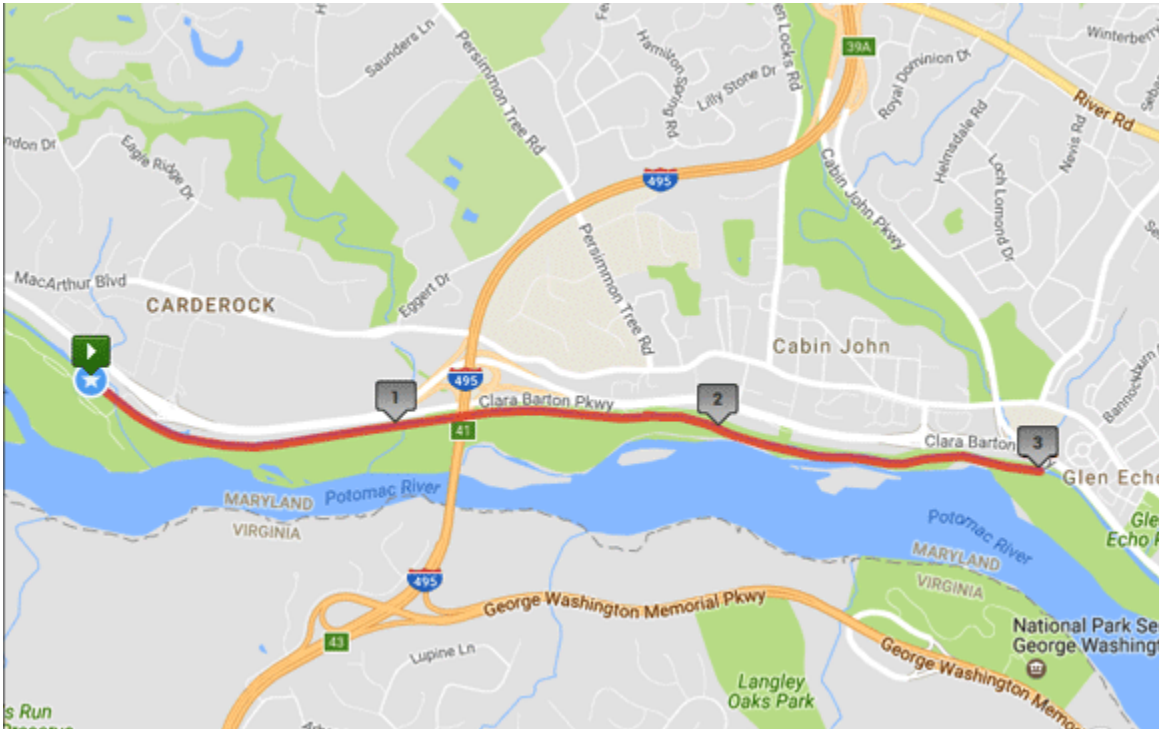 Saunders Ln
Persimmon Tree Rd
Hamilton
Spring Rd
Lilly Stone Dr
39A
Royal Dominion Dr
Winterberry
River Rd
Nevis Rd
Helmsdale Rd
Loch Lomond Dr
Cabin John Pkwy
Eagle Ridge Dr
495
Persimmon Tree Rd
MacArthur Blvd
CARDEROCK
Eggert Dr
Cabin John
495
1
2
Clara Barton Pkwy
41
Clara Barton
3
Glen Echo
MARYLAND
Potomac River
VIRGINIA
Potomac River
MARYLAND
VIRGINIA
495
George Washington Memorial Pkwy
43
Lupine Ln
National Park Se
George Washingt
George Washington Memo
Langley
Oaks Park
s Run